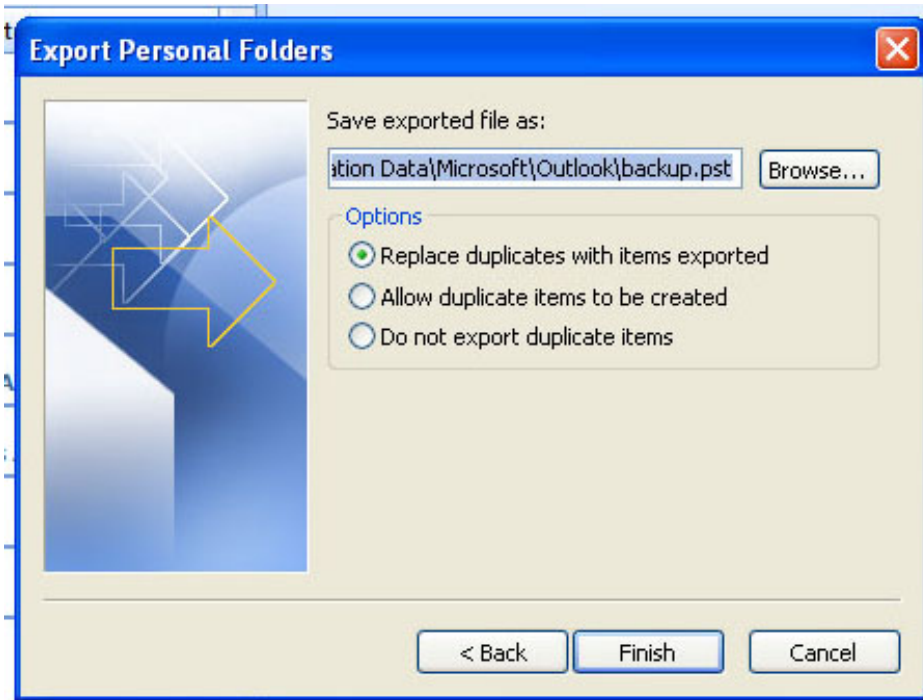 Export Personal Folders
Save exported file as:
ation Data\Microsoft\Outlook\backup.pst
Browse...
Options
Replace duplicates with items exported
Allow duplicate items to be created
Do not export duplicate items
< Back
Finish
Cancel